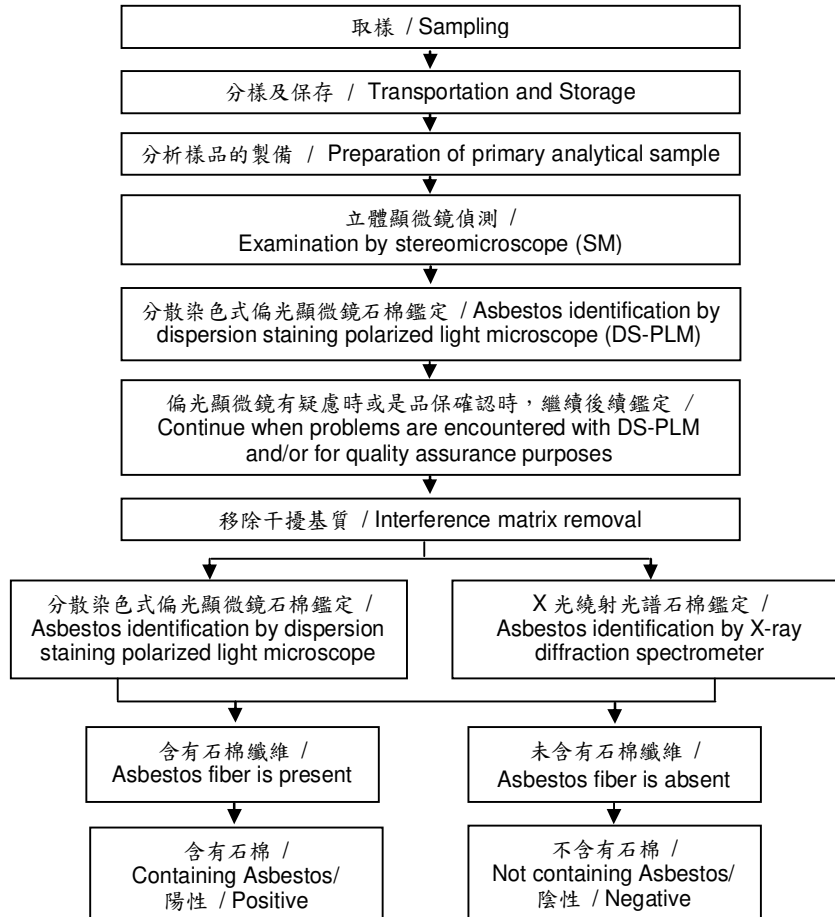 取樣 / Sampling
分樣及保存 / Transportation and Storage
分析樣品的製備 / Preparation of primary analytical sample
立體顯微鏡偵測 /
Examination by stereomicroscope (SM)
分散染色式偏光顯微鏡石棉鑑定 / Asbestos identification by
dispersion staining polarized light microscope (DS-PLM)
偏光顯微鏡有疑慮時或是品保確認時，繼續後續鑑定 /
Continue when problems are encountered with DS-PLM
and/or for quality assurance purposes
移除干擾基質 / Interference matrix removal
分散染色式偏光顯微鏡石棉鑑定 /
Asbestos identification by dispersion
staining polarized light microscope
X 光繞射光譜石棉鑑定 /
Asbestos identification by X-ray
diffraction spectrometer
含有石棉纖維 /
Asbestos fiber is present
未含有石棉纖維 /
Asbestos fiber is absent
含有石棉 /
Containing Asbestos/
陽性 / Positive
不含有石棉 /
Not containing Asbestos/
陰性 / Negative